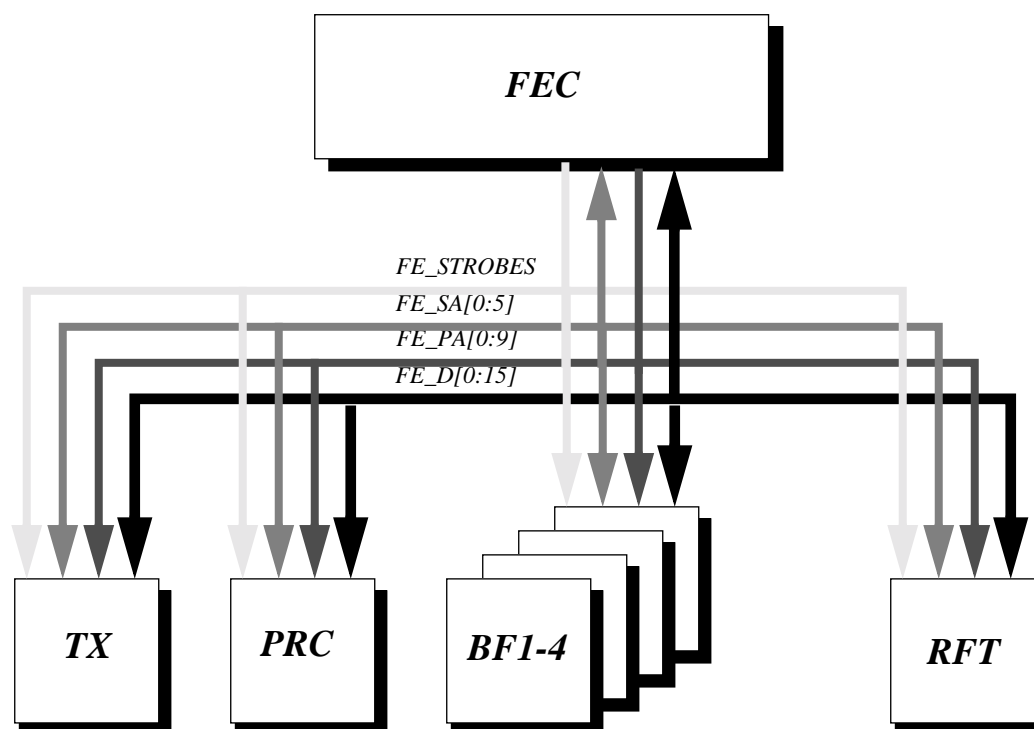 FEC
FE_STROBES
FE_SA[0:5]
FE_PA[0:9]
FE_D[0:15]
TX
PRC
BF1-4
RFT